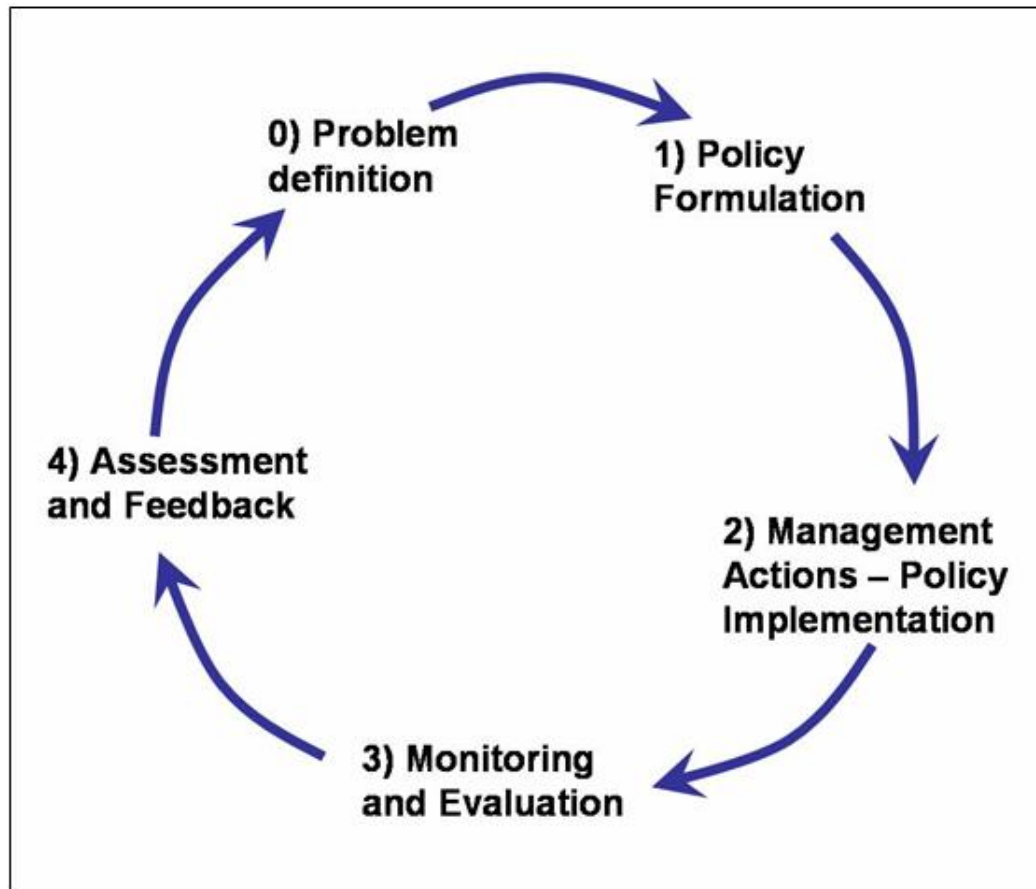 0) Problem
definition
1) Policy
Formulation
2) Management
Actions – Policy
Implementation
3) Monitoring
and Evaluation
4) Assessment
and Feedback